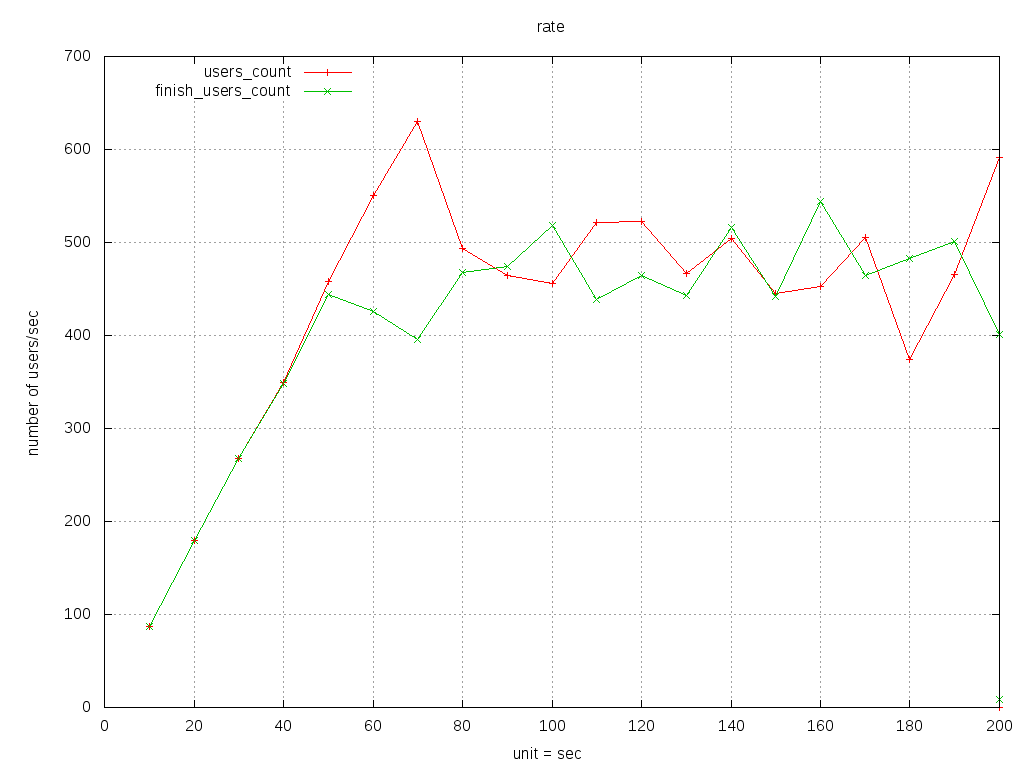 rate
700
600
500
400
300
200
100
0
users_count
finish_users_count
number of users/sec
0 20 40 60 80 100 120 140 160 180 200
unit = sec